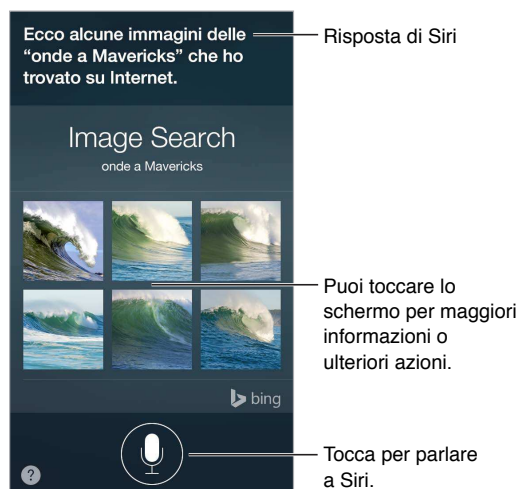 Ecco alcune immagini delle
“onde a Mavericks” che ho
trovato su Internet.
Risposta di Siri
Image Search
onde a Mavericks
Puoi toccare lo
schermo per maggiori
informazioni o
ulteriori azioni.
bing
Tocca per parlare
a Siri.
?